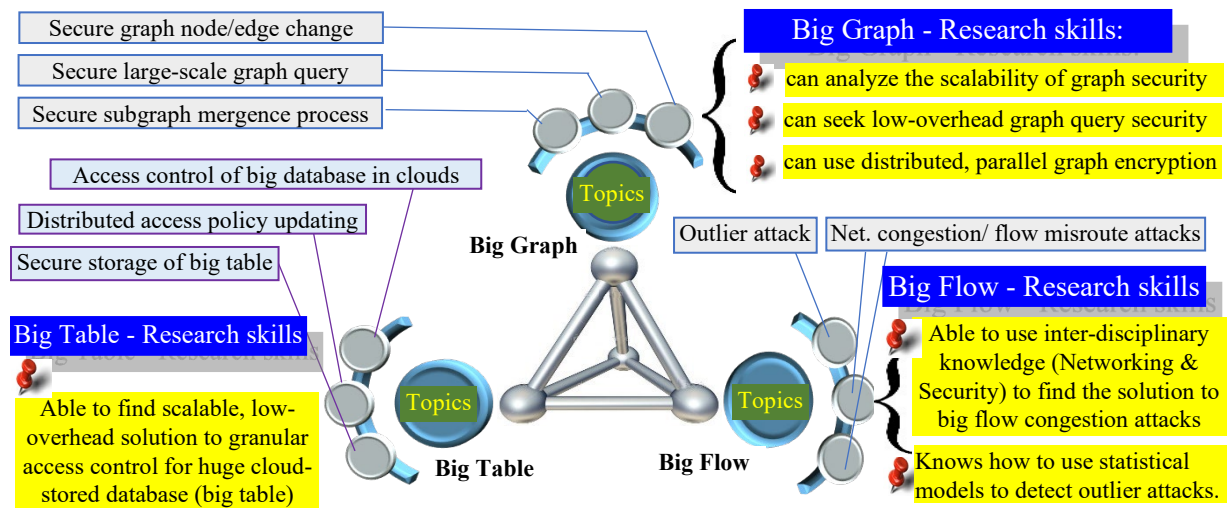 Secure graph node/edge change
Secure large-scale graph query
Secure subgraph mergence process
Big Graph - Research skills:
can analyze the scalability of graph security
can seek low-overhead graph query security
can use distributed, parallel graph encryption
Access control of big database in clouds
Distributed access policy updating
Secure storage of big table
Topics
Big Graph
Outlier attack
Net. congestion/ flow misroute attacks
Big Table - Research skills
Able to find scalable, low-
overhead solution to granular
access control for huge cloud-
stored database (big table)
Topics
Big Table
Topics
Big Flow
Big Flow - Research skills
Able to use inter-disciplinary
knowledge (Networking &
Security) to find the solution to
big flow congestion attacks
Knows how to use statistical
models to detect outlier attacks.